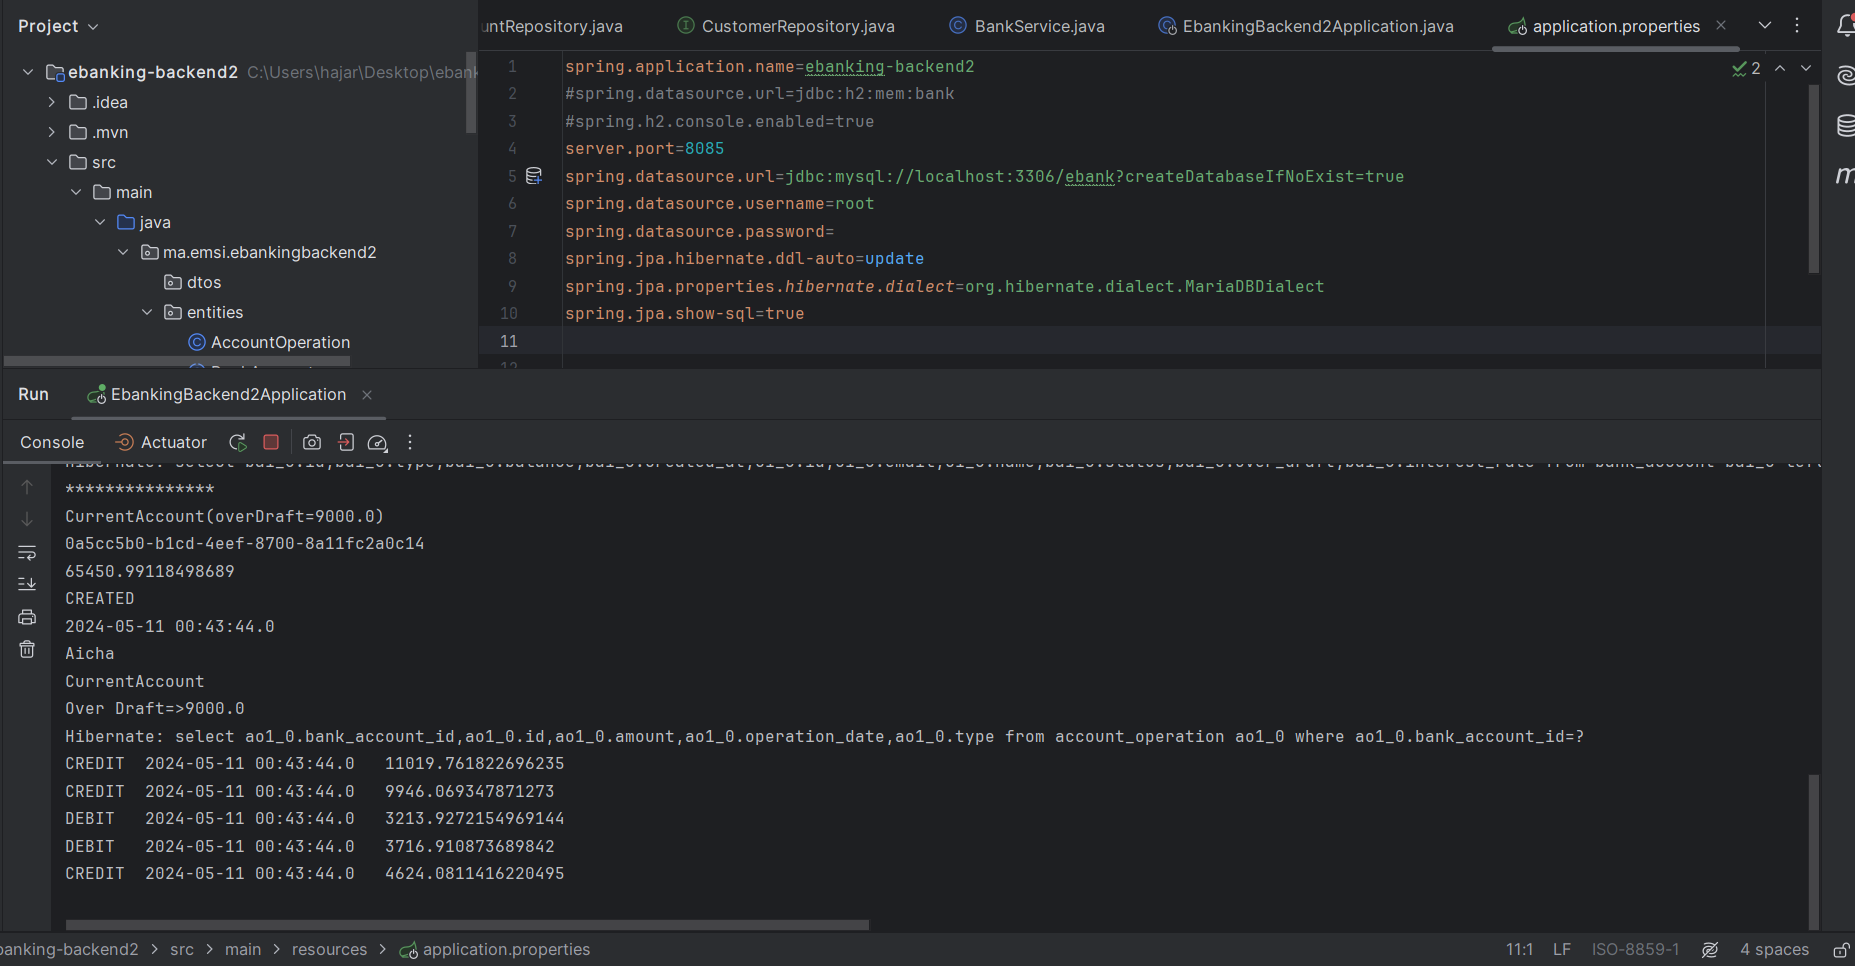 Project
untRepository.java
CustomerRepository.java
BankService.java
EbankingBackend2Application.java
application.properties
ebanking-backend2 C:\Users\hajar\Desktop\ebank
.idea
.mvn
src
main
java
ma.emsi.ebankingbackend2
dtos
entities
AccountOperation
2
1 spring.application.name=ebanking-backend2
2 #spring.datasource.url=jdbc:h2:mem:bank
3 #spring.h2.console.enabled=true
4 server.port=8085
5 spring.datasource.url=jdbc:mysql://localhost:3306/ebank?createDatabaseIfNoExist=true
6 spring.datasource.username=root
7 spring.datasource.password=
8 spring.jpa.hibernate.ddl-auto=update
9 spring.jpa.properties.hibernate.dialect=org.hibernate.dialect.MariaDBDialect
10 spring.jpa.show-sql=true
11
12
Run
EbankingBackend2Application
Console
Actuator
***************
CurrentAccount(overDraft=9000.0)
0a5cc5b0-b1cd-4eef-8700-8a11fc2a0c14
65450.99118498689
CREATED
2024-05-11 00:43:44.0
Aicha
CurrentAccount
Over Draft=>9000.0
Hibernate: select ao1_0.bank_account_id,ao1_0.id,ao1_0.amount,ao1_0.operation_date,ao1_0.type from account_operation ao1_0 where ao1_0.bank_account_id=?
CREDIT 2024-05-11 00:43:44.0 11019.761822696235
CREDIT 2024-05-11 00:43:44.0 9946.069347871273
DEBIT 2024-05-11 00:43:44.0 3213.9272154969144
DEBIT 2024-05-11 00:43:44.0 3716.910873689842
CREDIT 2024-05-11 00:43:44.0 4624.0811416220495
banking-backend2 > src > main > resources > application.properties
11:1 LF ISO-8859-1 4 spaces